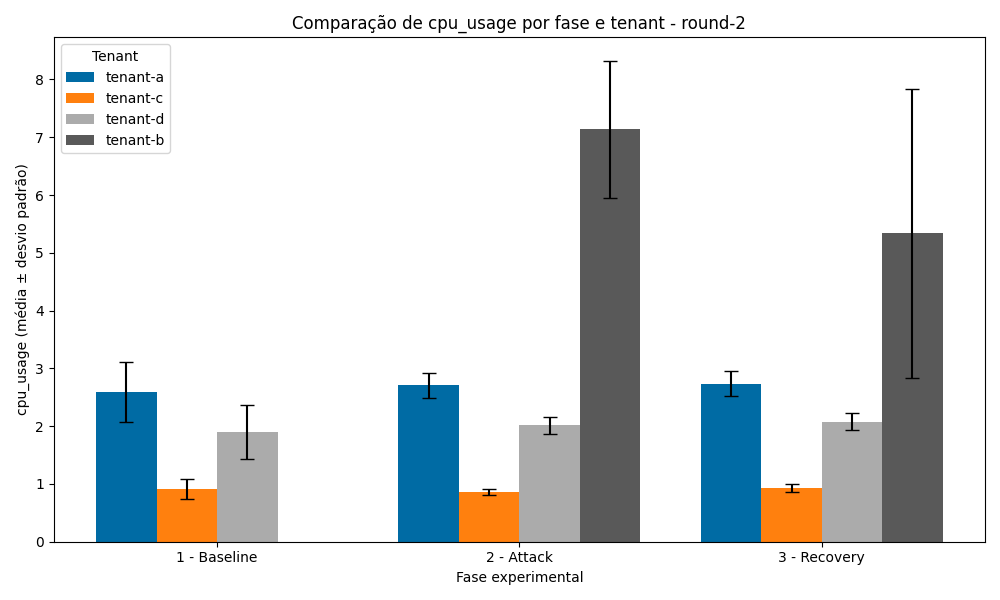 Comparação de cpu_usage por fase e tenant - round-2
Tenant
tenant-a
tenant-c
tenant-d
tenant-b
cpu_usage (média ± desvio padrão)
8
7
6
5
4
3
2
1
0
1 - Baseline
2 - Attack
3 - Recovery
Fase experimental